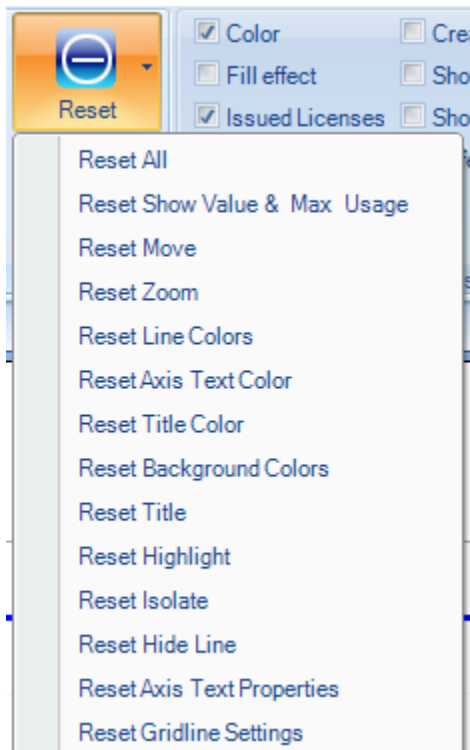 Color
Fill effect
Issued Licenses
Reset
Reset All
Reset Show Value & Max Usage
Reset Move
Reset Zoom
Reset Line Colors
Reset Axis Text Color
Reset Title Color
Reset Background Colors
Reset Title
Reset Highlight
Reset Isolate
Reset Hide Line
Reset Axis Text Properties
Reset Gridline Settings